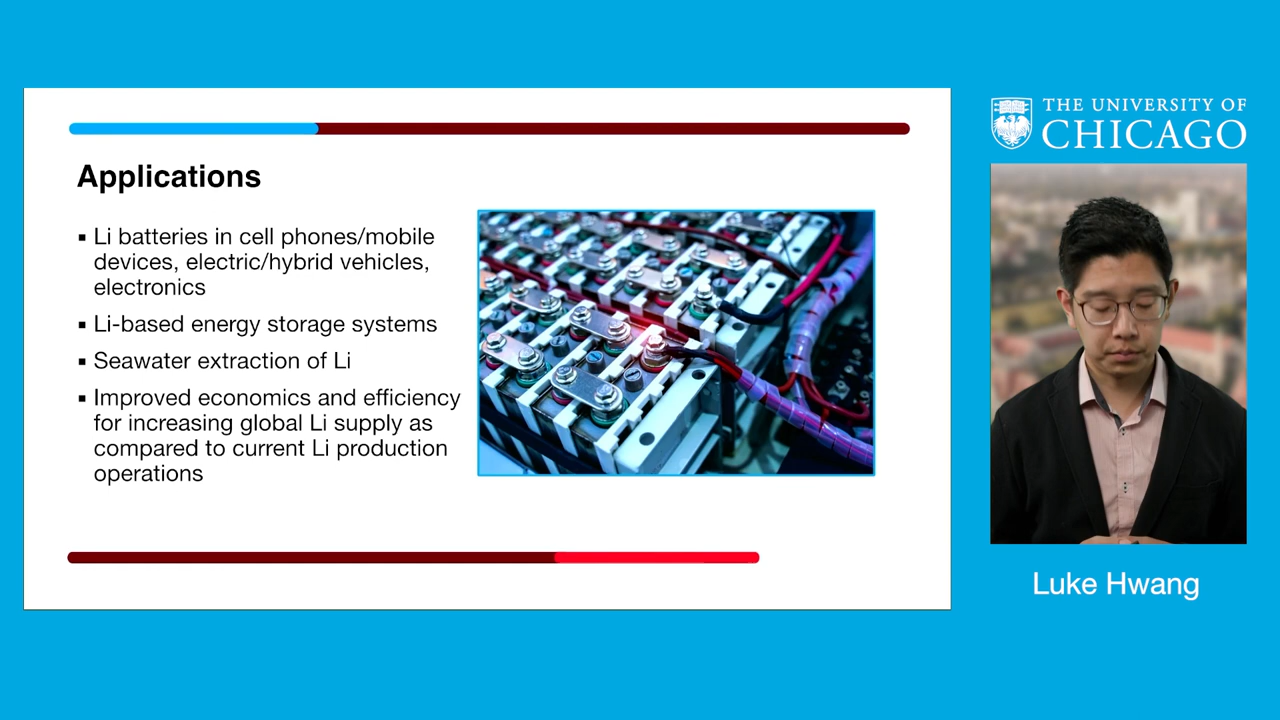 Applications
▪ Li batteries in cell phones/mobile
devices, electric/hybrid vehicles,
electronics
▪ Li-based energy storage systems
▪ Seawater extraction of Li
▪ Improved economics and efficiency
for increasing global Li supply as
compared to current Li production
operations
THE UNIVERSITY OF
CHICAGO
Luke Hwang